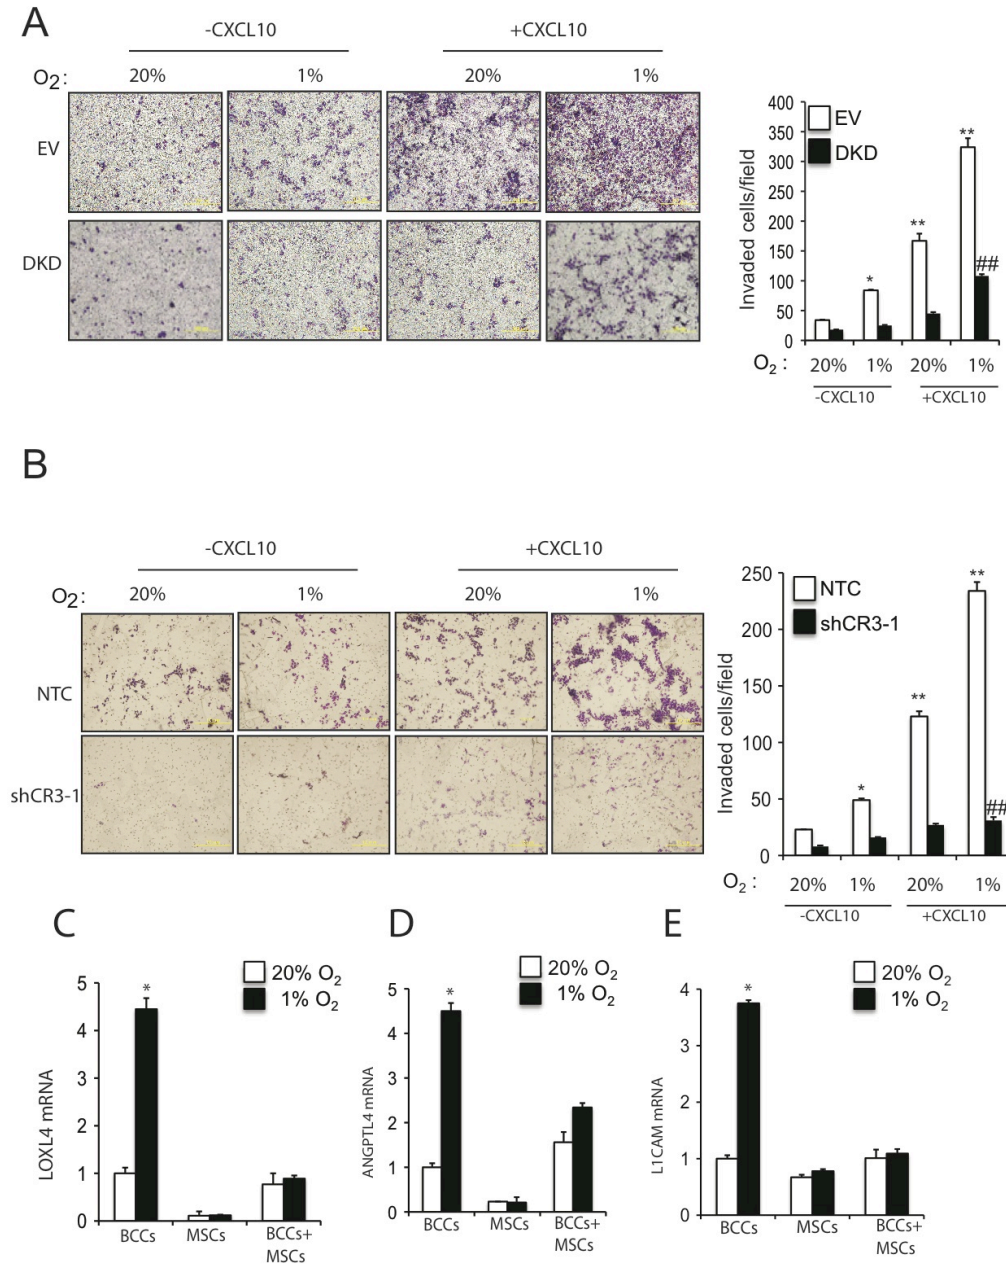 A
-CXCL10 +CXCL10
O2: 20% 1% 20% 1%
EV
DKD
EV
DKD
Invaded cells/field
400
350
300
250
200
150
100
50
0
*
**
**
##
O2 : 20% 1% 20% 1%
-CXCL10 +CXCL10
B
-CXCL10 +CXCL10
O2: 20% 1% 20% 1%
NTC
shCR3-1
NTC
shCR3-1
Invaded cells/field
250
200
150
100
50
0
*
**
**
##
O2 : 20% 1% 20% 1%
-CXCL10 +CXCL10
C
20% O2
1% O2
LOXL4 mRNA
5
4
3
2
1
0
*
BCCs MSCs BCCs+
MSCs
D
20% O2
1% O2
ANGPTL4 mRNA
5
4
3
2
1
0
*
BCCs MSCs BCCs+
MSCs
E
20% O2
1% O2
L1CAM mRNA
4
3
2
1
0
*
BCCs MSCs BCCs+
MSCs